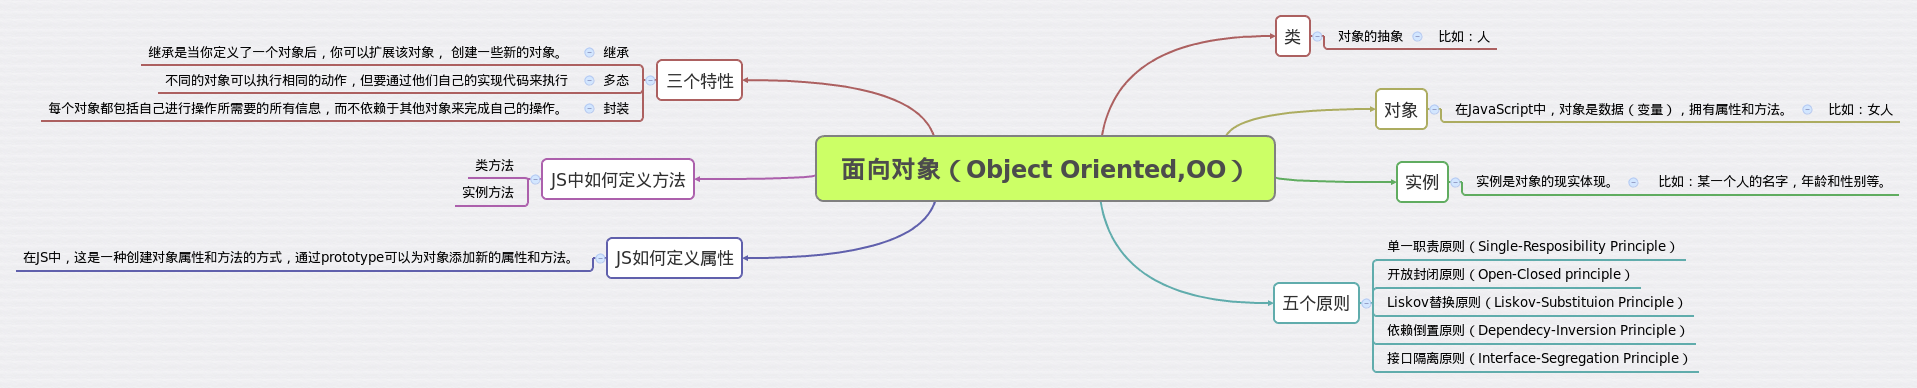 面向对象（Object Oriented,OO）
类
对象的抽象
比如：人
对象
在JavaScript中，对象是数据（变量），拥有属性和方法。
比如：女人
实例
实例是对象的现实体现。
比如：某一个人的名字，年龄和性别等。
五个原则
单一职责原则（Single-Resposibility Principle）
开放封闭原则（Open-Closed principle）
Liskov替换原则（Liskov-Substituion Principle）
依赖倒置原则（Dependecy-Inversion Principle）
接口隔离原则（Interface-Segregation Principle）
三个特性
继承
继承是当你定义了一个对象后，你可以扩展该对象， 创建一些新的对象。
多态
不同的对象可以执行相同的动作，但要通过他们自己的实现代码来执行
封装
每个对象都包括自己进行操作所需要的所有信息，而不依赖于其他对象来完成自己的操作。
JS中如何定义方法
类方法
实例方法
JS如何定义属性
在JS中，这是一种创建对象属性和方法的方式，通过prototype可以为对象添加新的属性和方法。